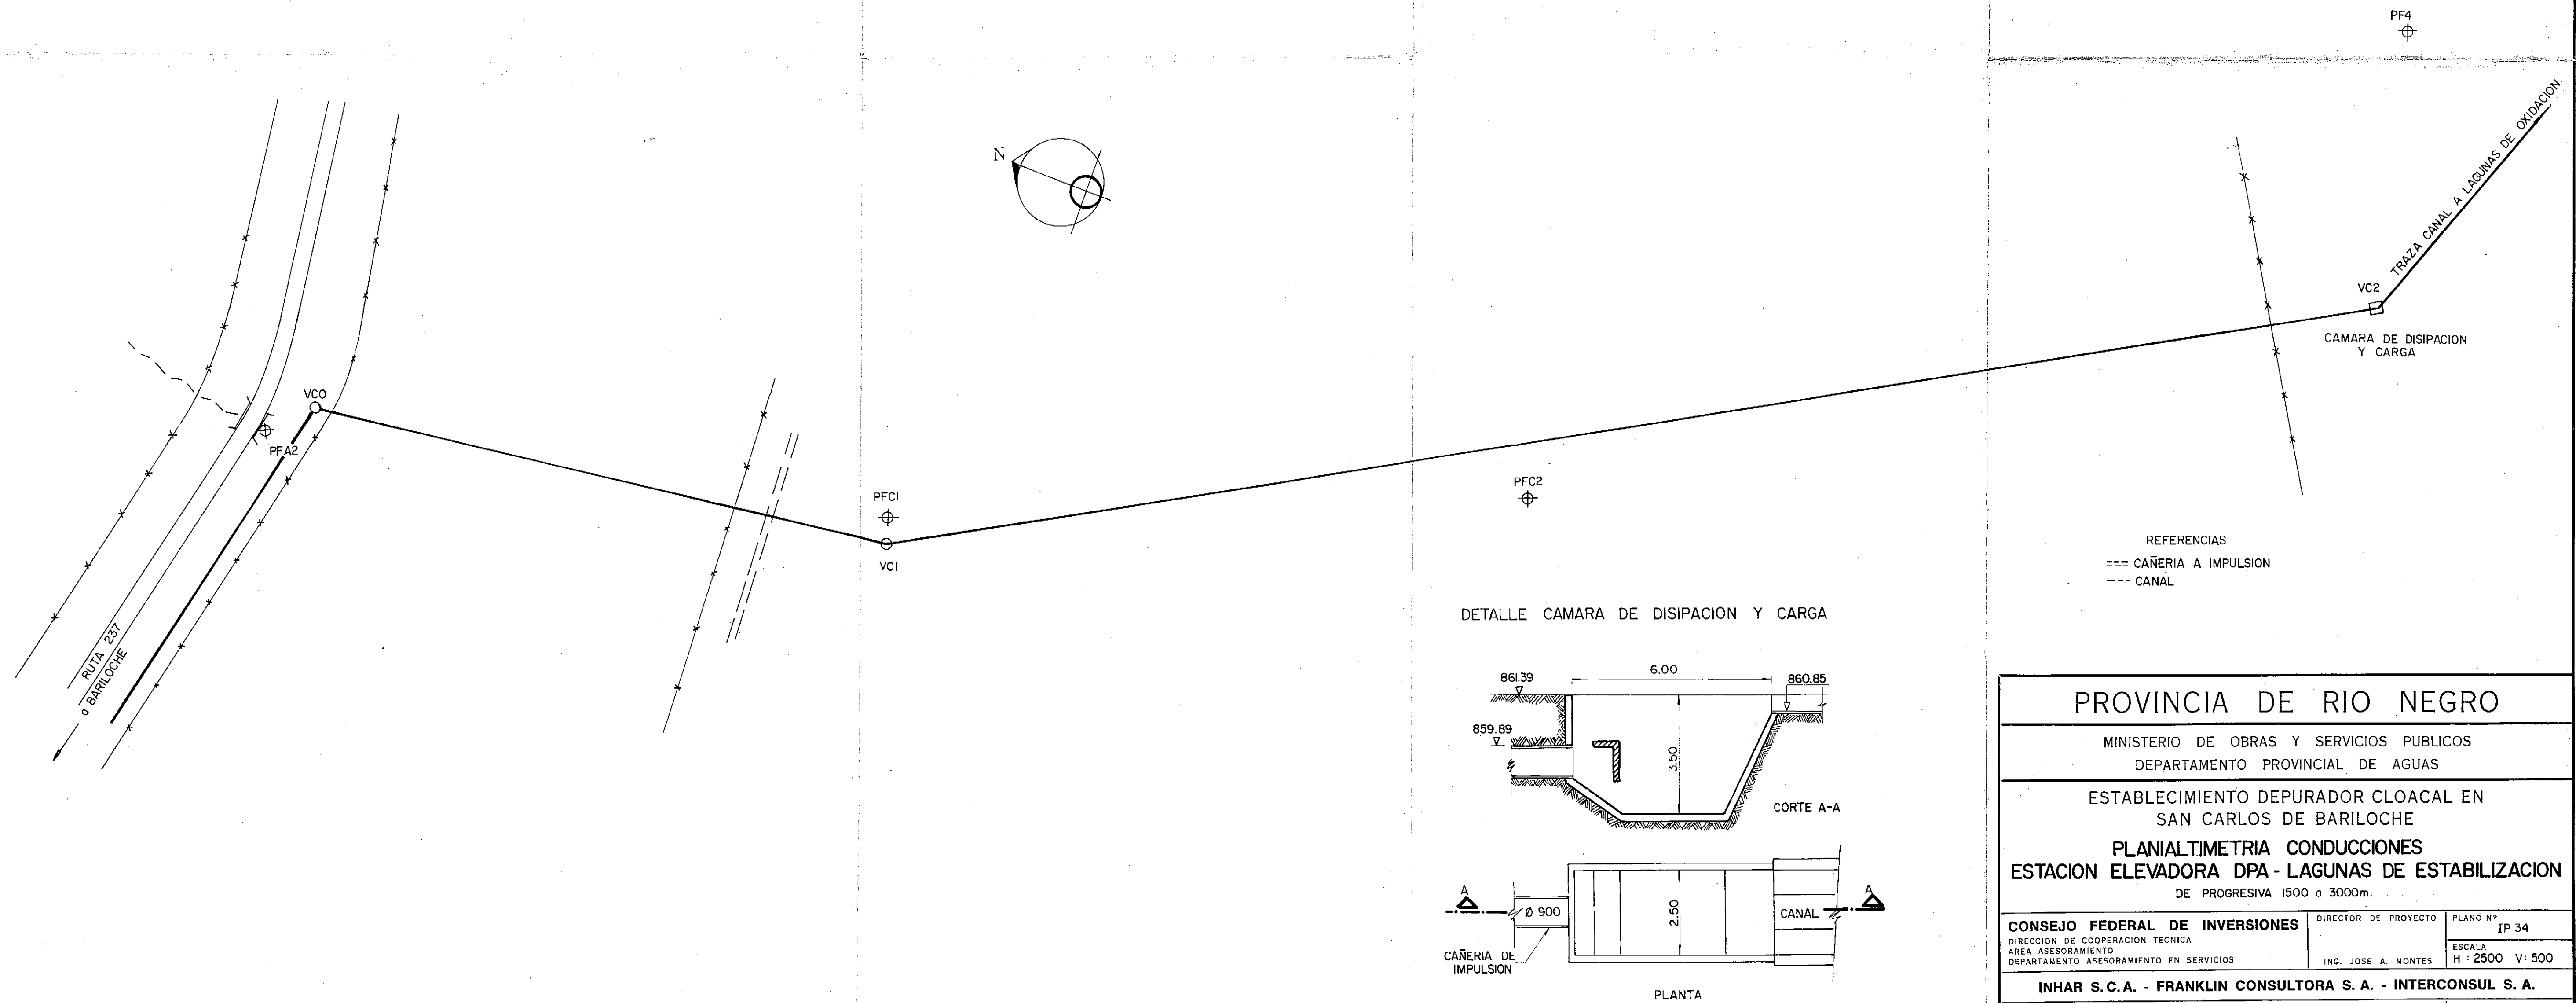 PF4
N
TRAZA CANAL A LAGUNAS DE OXIDACION
VC2
CAMARA DE DISIPACION
Y CARGA
VC0
PFA2
PFC1
VC1
PFC2
RUTA 237
a BARILOCHE
REFERENCIAS
=== CAÑERIA A IMPULSION
--- CANAL
DETALLE CAMARA DE DISIPACION Y CARGA
861.39
6.00
860.85
859.89
3.50
CORTE A-A
A
Ø 900
2.50
CANAL
A
CAÑERIA DE
IMPULSION
PLANTA
PROVINCIA DE RIO NEGRO
MINISTERIO DE OBRAS Y SERVICIOS PUBLICOS
DEPARTAMENTO PROVINCIAL DE AGUAS
ESTABLECIMIENTO DEPURADOR CLOACAL EN
SAN CARLOS DE BARILOCHE
PLANIALTIMETRIA CONDUCCIONES
ESTACION ELEVADORA DPA - LAGUNAS DE ESTABILIZACION
DE PROGRESIVA 1500 a 3000m.
CONSEJO FEDERAL DE INVERSIONES
DIRECCION DE COOPERACION TECNICA
AREA ASESORAMIENTO
DEPARTAMENTO ASESORAMIENTO EN SERVICIOS
DIRECTOR DE PROYECTO
ING. JOSE A. MONTES
PLANO Nº
IP 34
ESCALA
H : 2500 V: 500
INHAR S.C.A. - FRANKLIN CONSULTORA S. A. - INTERCONSUL S. A.